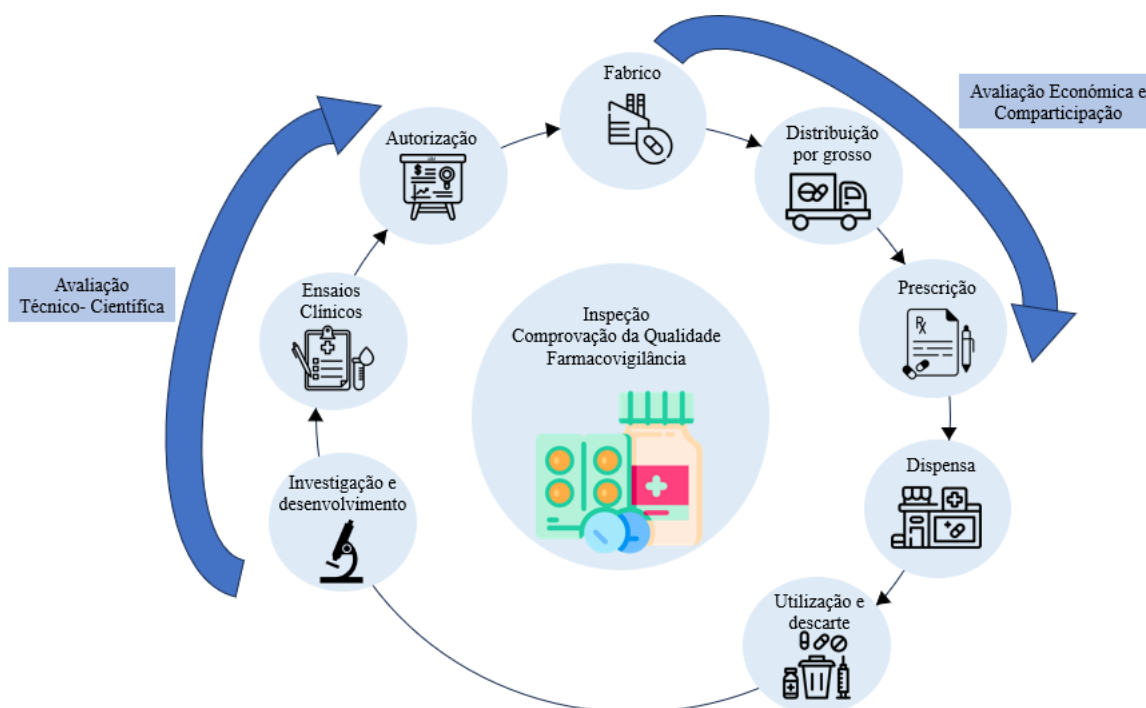 Fabrico
Avaliação Económica e
Comparticipação
Autorização
Distribuição
por grosso
Avaliação
Técnico- Científica
Ensaios
Clínicos
Prescrição
Inspeção
Comprovação da Qualidade
Farmacovigilância
Investigação e
desenvolvimento
Dispensa
Utilização e
descarte